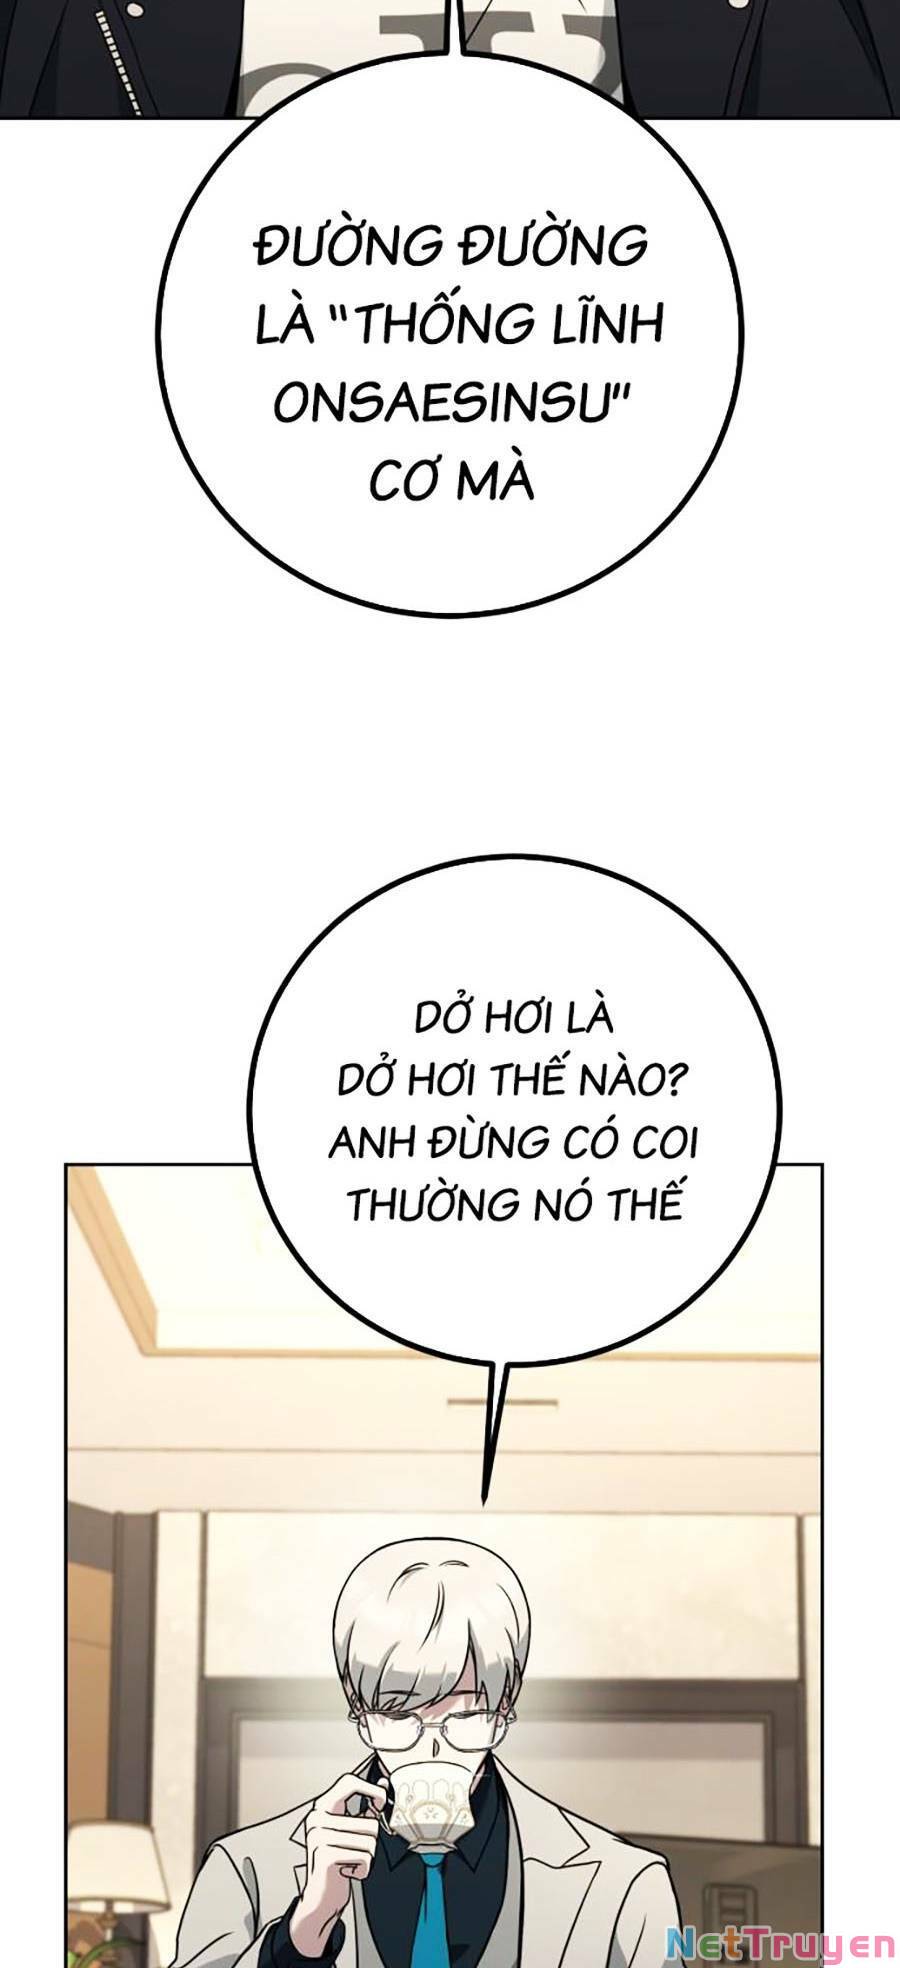 ĐƯỜNG ĐƯỜNG
LÀ "THỐNG LĨNH
ONSAESINSU"
CƠ MÀ
DỞ HƠI LÀ
DỞ HƠI THẾ NÀO?
ANH ĐỪNG CÓ COI
THƯỜNG NÓ THẾ
NetTruyen